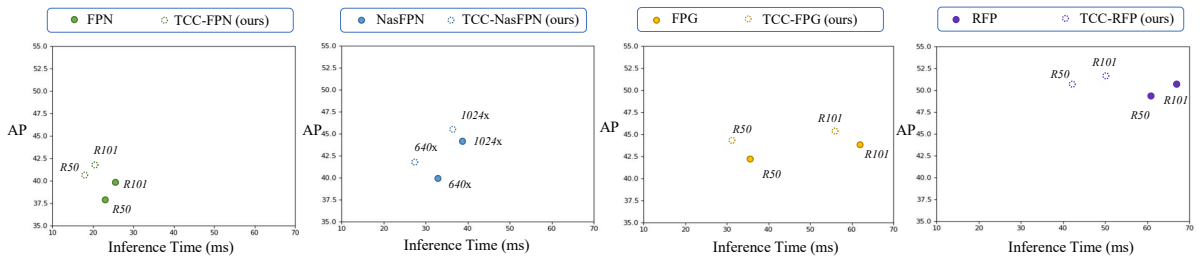 FPN TCC-FPN (ours)
55.0
52.5
50.0
47.5
45.0
42.5
40.0
37.5
35.0
AP
R101
R50
R101
R50
10 20 30 40 50 60 70
Inference Time (ms)
NasFPN TCC-NasFPN (ours)
55.0
52.5
50.0
47.5
45.0
42.5
40.0
37.5
35.0
AP
1024x
1024x
640x
640x
10 20 30 40 50 60 70
Inference Time (ms)
FPG TCC-FPG (ours)
55.0
52.5
50.0
47.5
45.0
42.5
40.0
37.5
35.0
AP
R101
R50
R101
R50
10 20 30 40 50 60 70
Inference Time (ms)
RFP TCC-RFP (ours)
55.0
52.5
50.0
47.5
45.0
42.5
40.0
37.5
35.0
AP
R101
R50
R101
R50
10 20 30 40 50 60 70
Inference Time (ms)